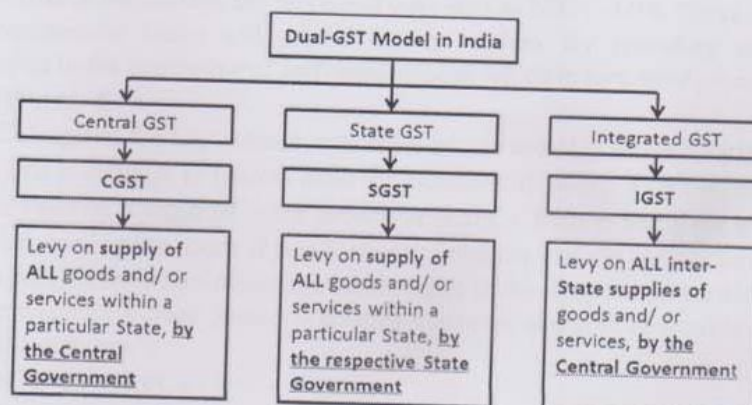 Dual-GST Model in India
Central GST
State GST
Integrated GST
CGST
SGST
IGST
Levy on supply of
ALL goods and/ or
services within a
particular State, by
the Central
Government
Levy on supply of
ALL goods and/ or
services within a
particular State, by
the respective State
Government
Levy on ALL inter-
State supplies of
goods and/ or
services, by the
Central Government